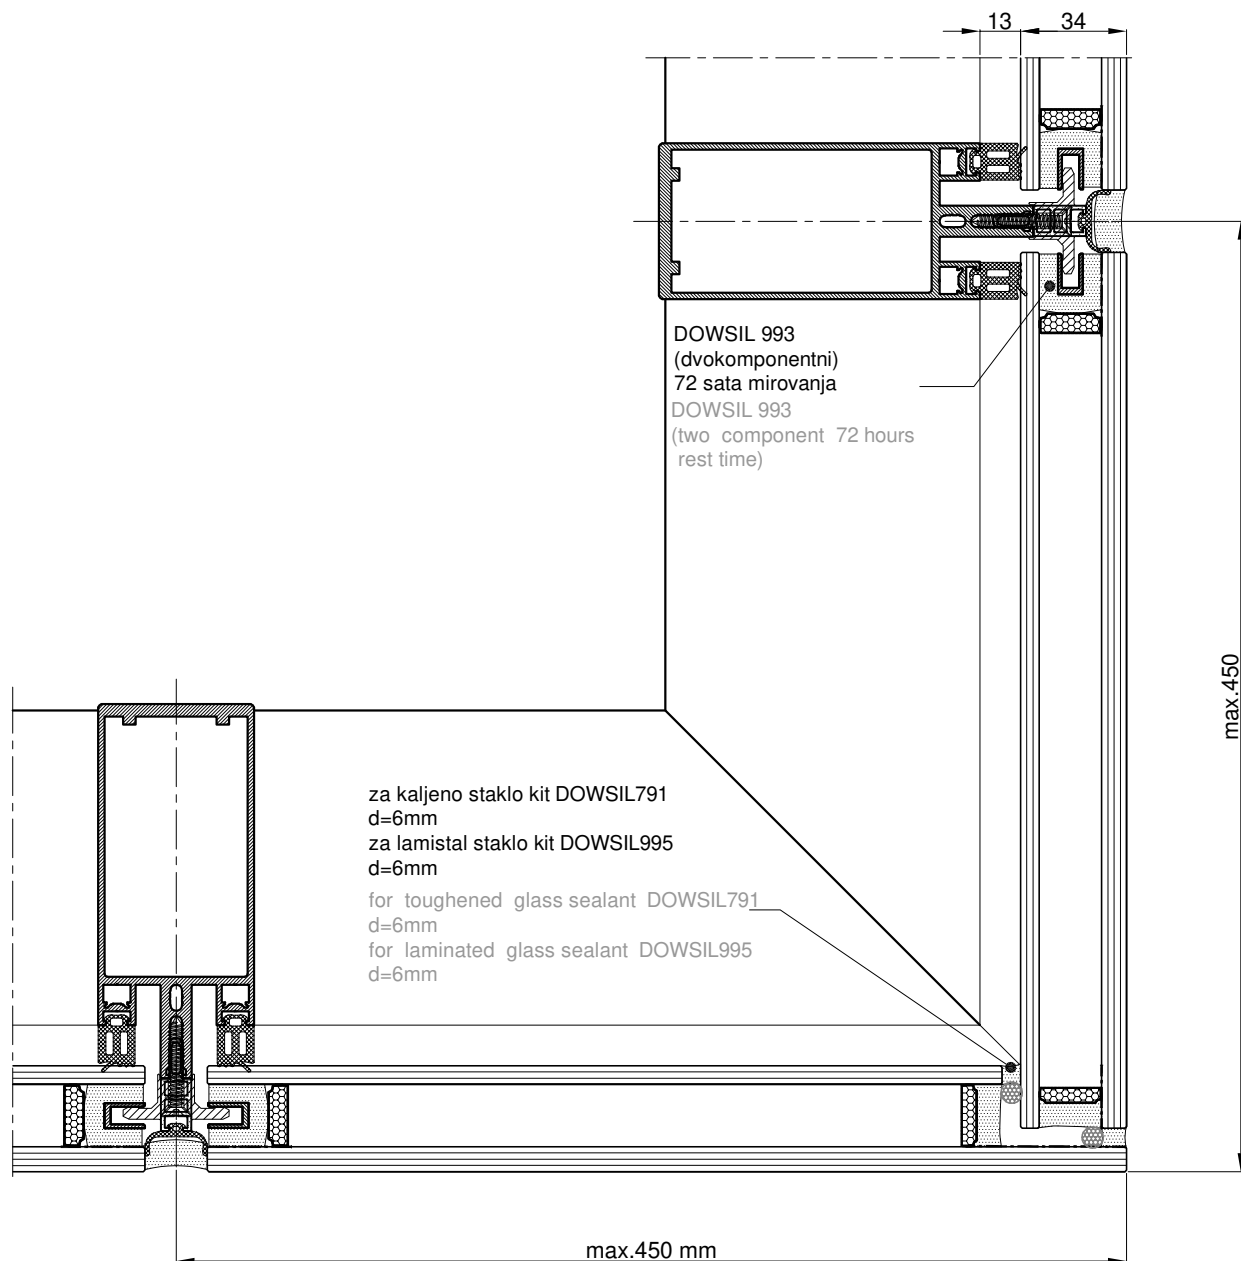 13
34
DOWSIL 993
(dvokomponentni)
72 sata mirovanja
DOWSIL 993
(two component 72 hours
rest time)
max.450
za kaljeno staklo kit DOWSIL791
d=6mm
za lamistal staklo kit DOWSIL995
d=6mm
for toughened glass sealant DOWSIL791
d=6mm
for laminated glass sealant DOWSIL995
d=6mm
max.450 mm